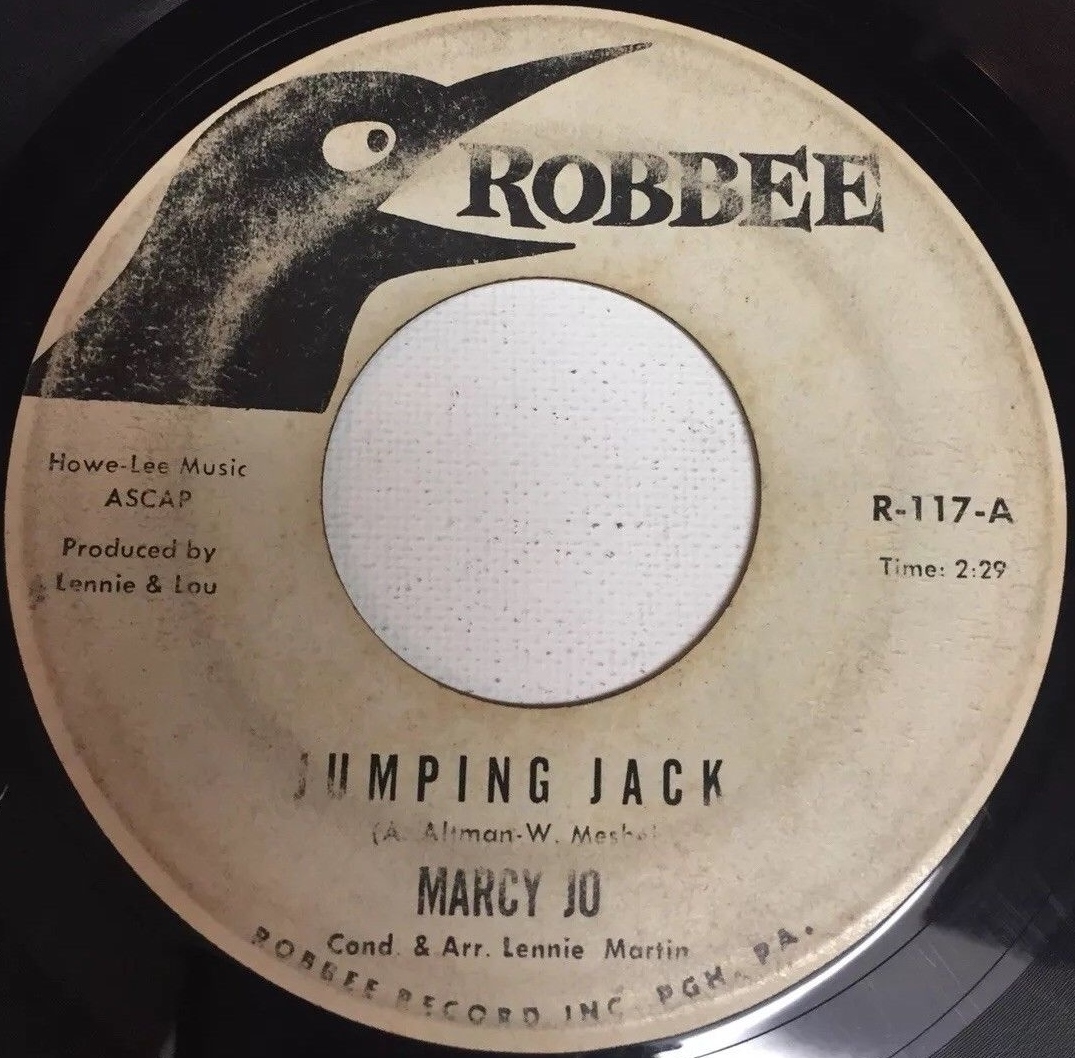 ROBBEE
Howe-Lee Music
ASCAP
Produced by
Lennie & Lou
R-117-A
Time: 2:29
JUMPING JACK
(A. Altman-W.
MARCY JO
Cond. & Arr. Lennie Martin
ROBBEE RECORD INC. PGH. PA.